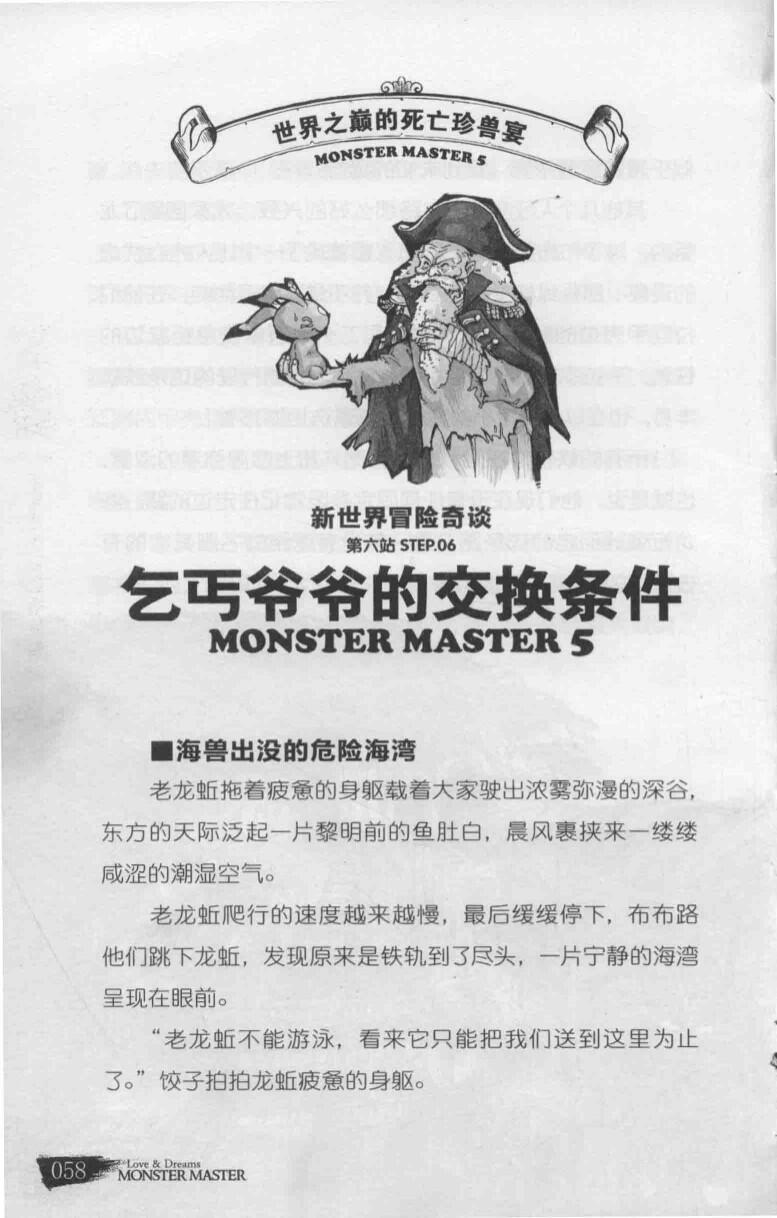 世界之巅的死亡珍兽宴
MONSTER MASTER 5
新世界冒险奇谈
第六站 STEP.06
乞丐爷爷的交换条件
MONSTER MASTER 5
■海兽出没的危险海湾
老龙蚯拖着疲惫的身躯载着大家驶出浓雾弥漫的深谷，
东方的天际泛起一片黎明前的鱼肚白，晨风裹挟来一缕缕
咸涩的潮湿空气。
老龙蚯爬行的速度越来越慢，最后缓缓停下，布布路
他们跳下龙蚯，发现原来是铁轨到了尽头，一片宁静的海湾
呈现在眼前。
“老龙蚯不能游泳，看来它只能把我们送到这里为止
了。”饺子拍拍龙蚯疲惫的身躯。
058
Love & Dreams
MONSTER MASTER